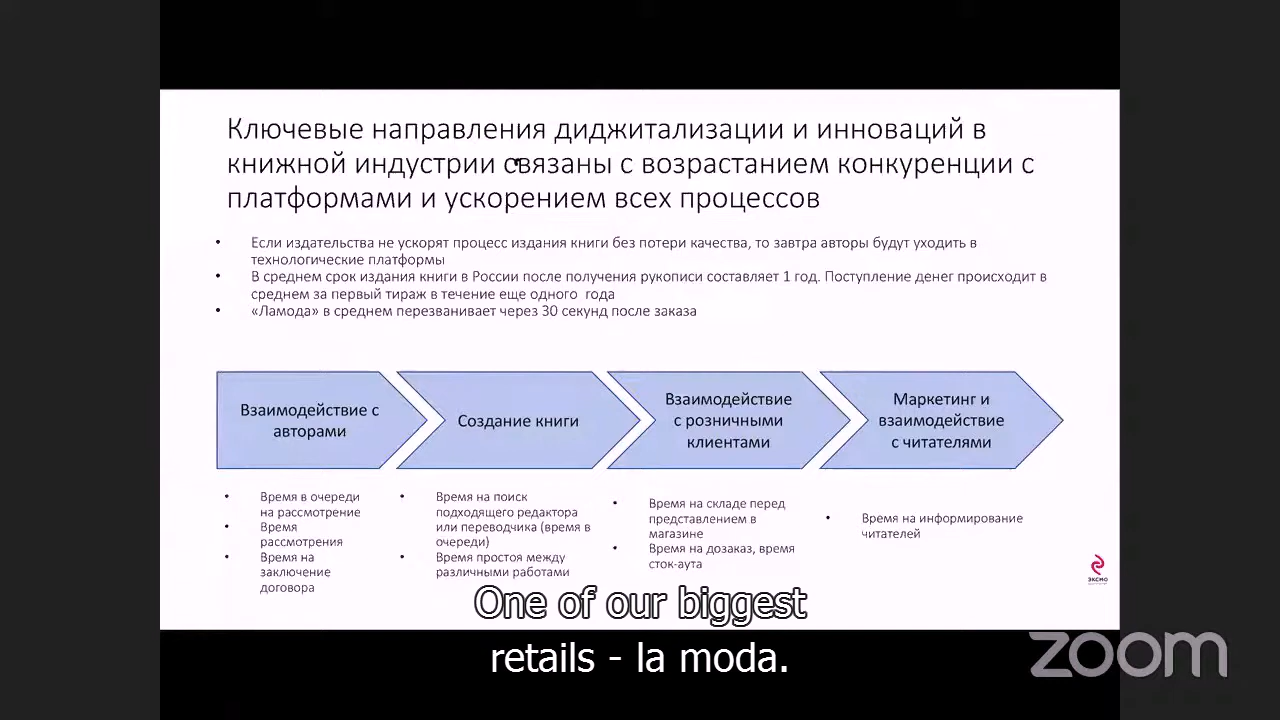 Ключевые направления диджитализации и инноваций в
книжной индустрии связаны с возрастанием конкуренции с
платформами и ускорением всех процессов
• Если издательства не ускорят процесс издания книги без потери качества, то завтра авторы будут уходить в
технологические платформы
• В среднем срок издания книги в России после получения рукописи составляет 1 год. Поступление денег происходит в
среднем за первый тираж в течение еще одного года
• «Ламода» в среднем перезванивает через 30 секунд после заказа
Взаимодействие с
авторами
Создание книги
Взаимодействие
с розничными
клиентами
Маркетинг и
взаимодействие
с читателями
• Время в очереди
на рассмотрение
• Время
рассмотрения
• Время на
заключение
договора
• Время на поиск
подходящего редактора
или переводчика (время в
очереди)
• Время простоя между
различными работами
• Время на складе перед
представлением в
магазине
• Время на дозаказ, время
сток-аута
• Время на информирование
читателей
ЭКСМО
One of our biggest
retails - la moda.
zoom